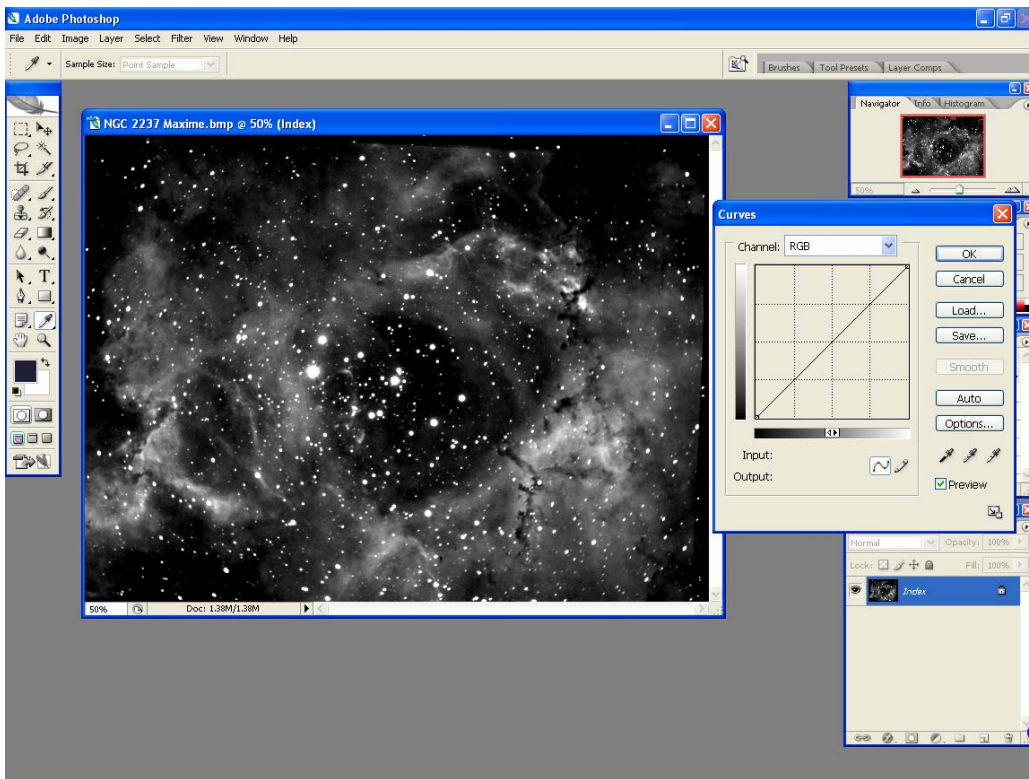 Adobe Photoshop
File Edit Image Layer Select Filter View Window Help
Sample Size: Point Sample
Brushes Tool Presets Layer Comps
NGC 2237 Maxime.bmp @ 50% (Index)
50% Doc: 1.38M/1.38M
Navigator Info Histogram
50%
Curves
Channel: RGB
OK
Cancel
Load...
Save...
Smooth
Auto
Options...
Input:
Output:
Preview
Normal Opacity: 100%
Lock: Fill: 100%
Index